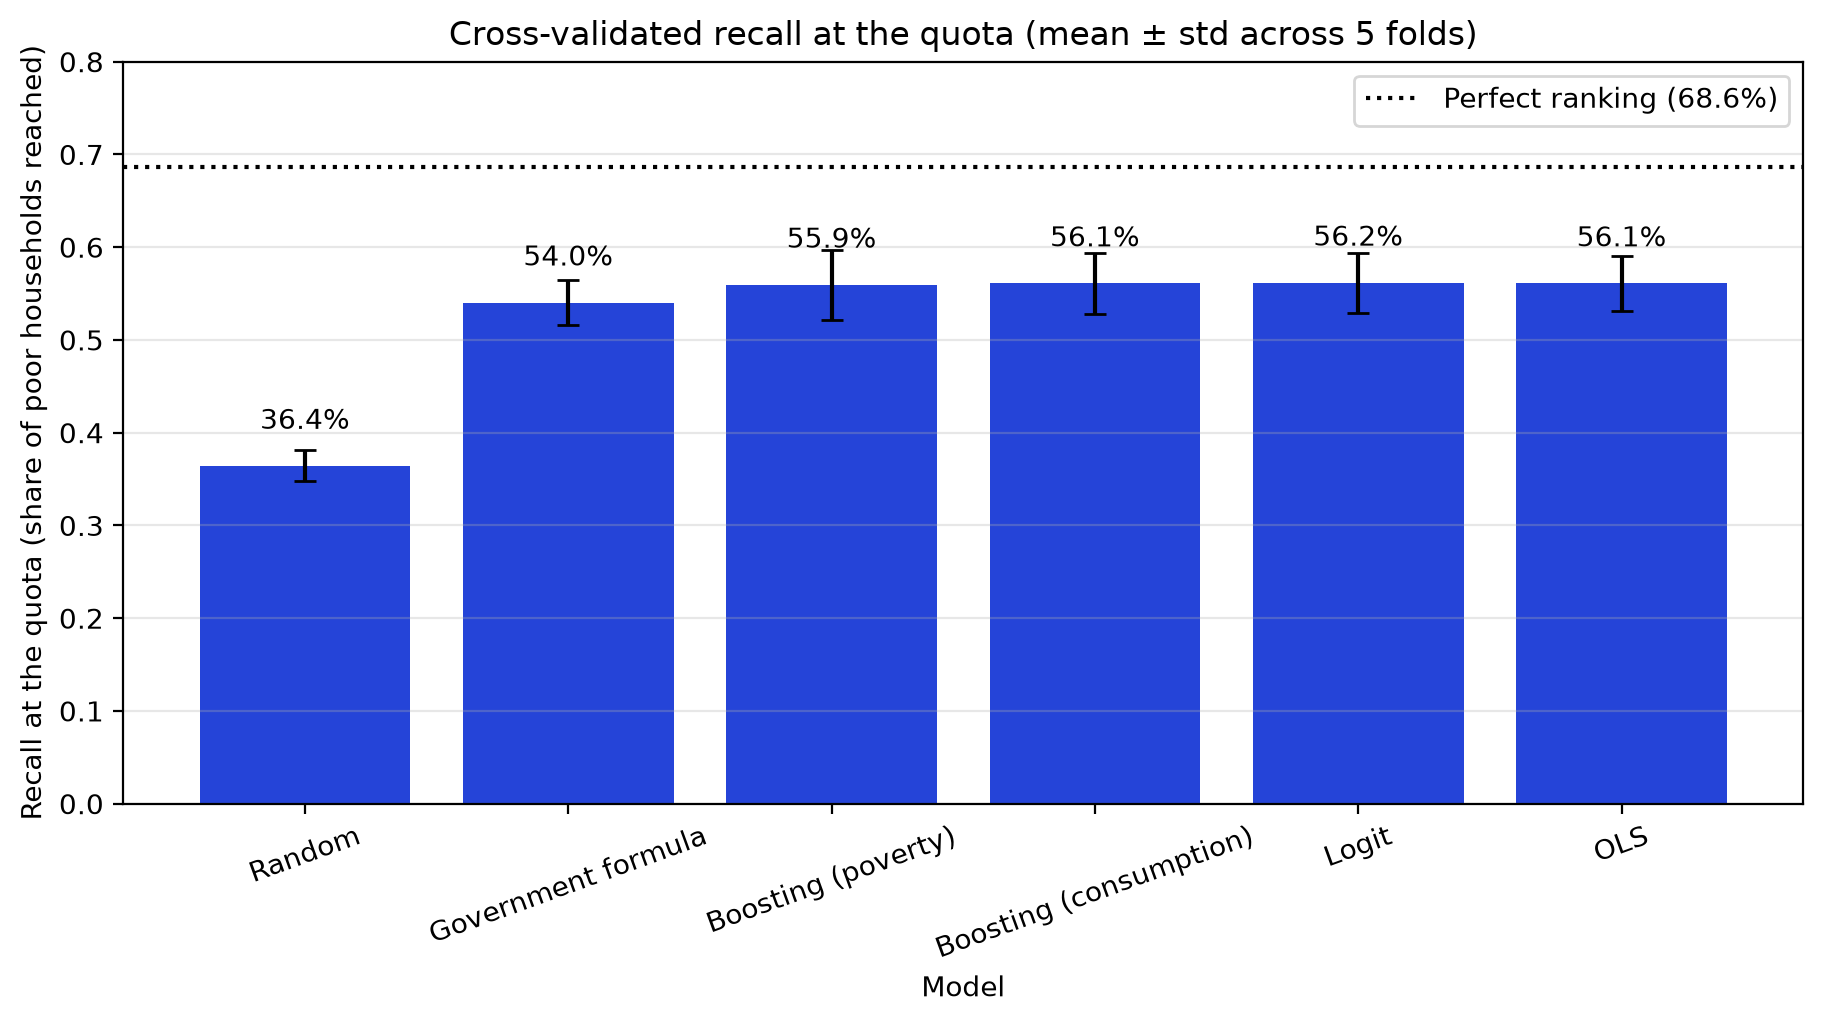 Cross-validated recall at the quota (mean ± std across 5 folds)
Recall at the quota (share of poor households reached)
0.8
0.7
0.6
0.5
0.4
0.3
0.2
0.1
0.0
Perfect ranking (68.6%)
36.4%
54.0%
55.9%
56.1%
56.2%
56.1%
Random
Government formula
Boosting (poverty)
Boosting (consumption)
Logit
OLS
Model